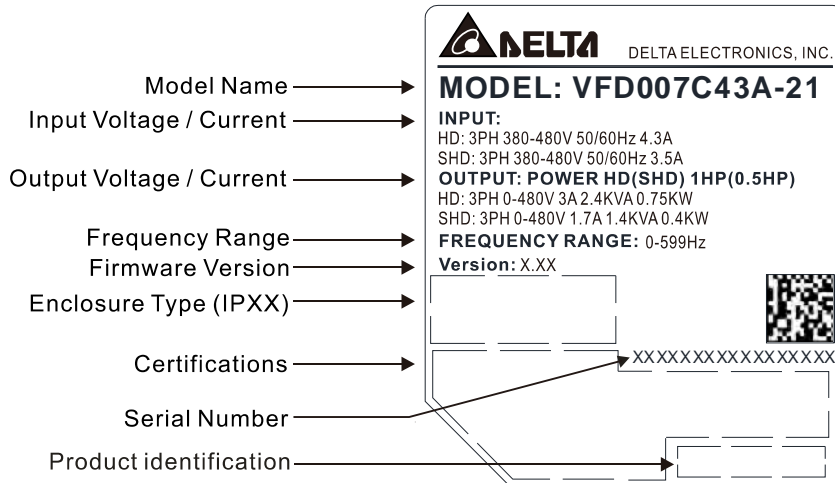 DELTA
DELTA ELECTRONICS, INC.
Model Name
MODEL: VFD007C43A-21
Input Voltage / Current
INPUT:
HD: 3PH 380-480V 50/60Hz 4.3A
SHD: 3PH 380-480V 50/60Hz 3.5A
Output Voltage / Current
OUTPUT: POWER HD(SHD) 1HP(0.5HP)
HD: 3PH 0-480V 3A 2.4KVA 0.75KW
SHD: 3PH 0-480V 1.7A 1.4KVA 0.4KW
Frequency Range
FREQUENCY RANGE: 0-599Hz
Firmware Version
Version: X.XX
Enclosure Type (IPXX)
Certifications
XXXXXXXXXXXXXXXXX
Serial Number
Product identification